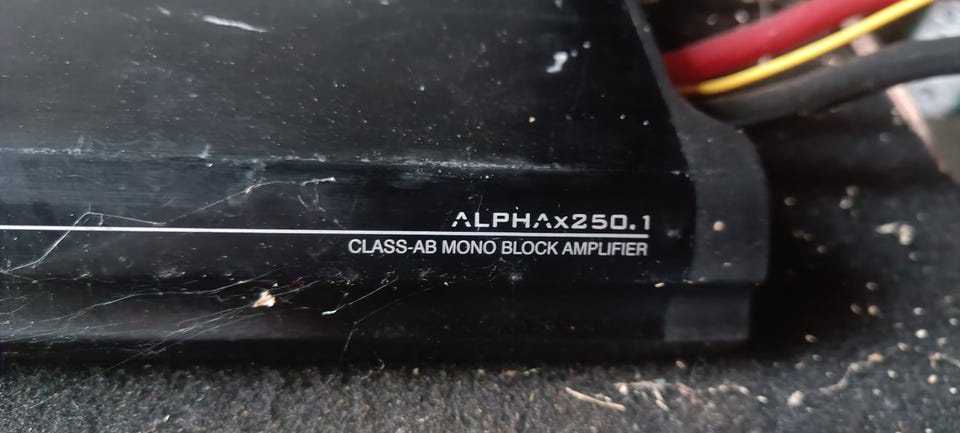 ALPHAx250.1
CLASS-AB MONO BLOCK AMPLIFIER